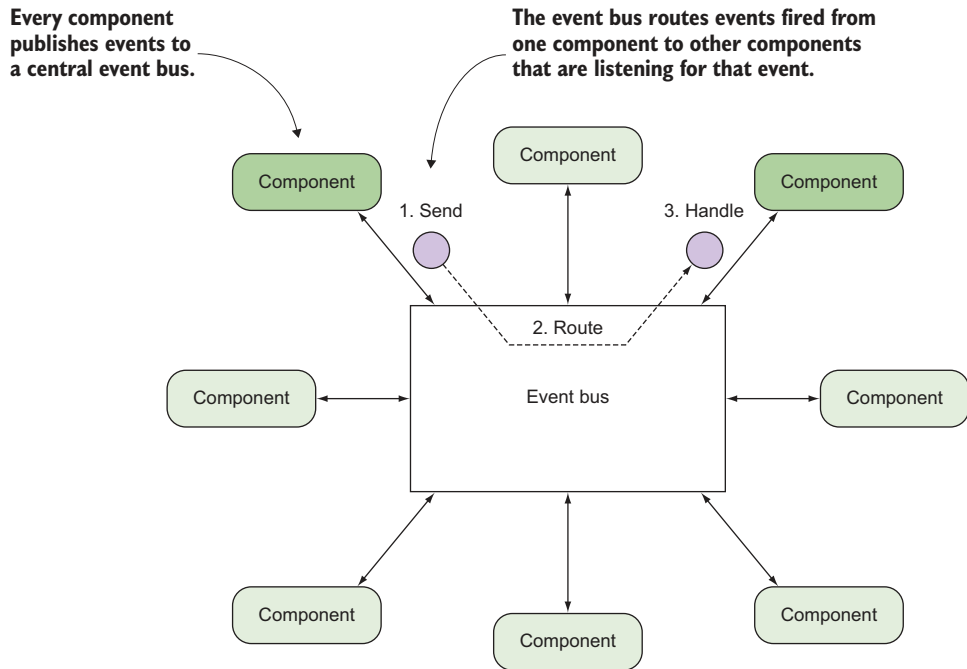 Every component
publishes events to
a central event bus.
The event bus routes events fired from
one component to other components
that are listening for that event.
Component
Component
Component
1. Send
3. Handle
2. Route
Component
Event bus
Component
Component
Component
Component